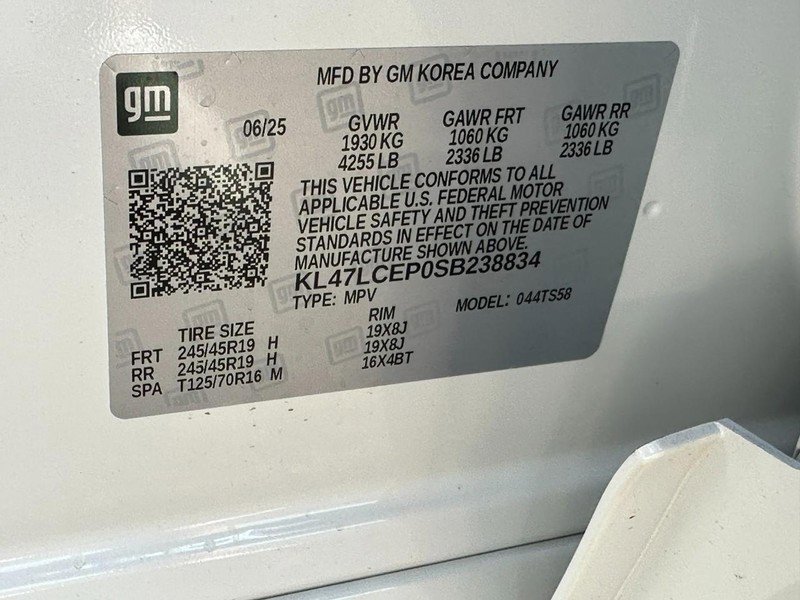 MFD BY GM KOREA COMPANY
gm
06/25
GVWR GAWR FRT GAWR RR
1930 KG 1060 KG 1060 KG
4255 LB 2336 LB 2336 LB
THIS VEHICLE CONFORMS TO ALL
APPLICABLE U.S. FEDERAL MOTOR
VEHICLE SAFETY AND THEFT PREVENTION
STANDARDS IN EFFECT ON THE DATE OF
MANUFACTURE SHOWN ABOVE.
KL47LCEP0SB238834
TYPE: MPV MODEL: 044TS58
TIRE SIZE RIM
FRT 245/45R19 H 19X8J
RR 245/45R19 H 19X8J
SPA T125/70R16 M 16X4BT